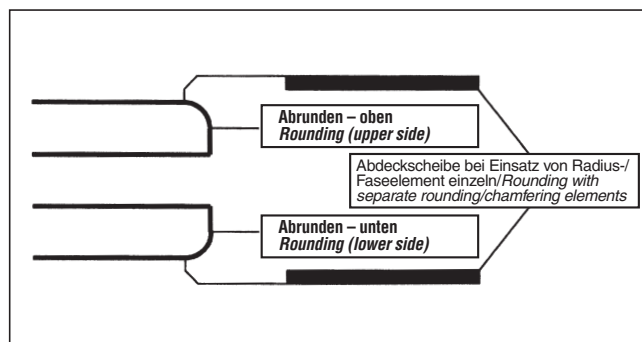 Abrunden – oben
Rounding (upper side)
Abdeckscheibe bei Einsatz von Radius-/
Faseelement einzeln/Rounding with
separate rounding/chamfering elements
Abrunden – unten
Rounding (lower side)